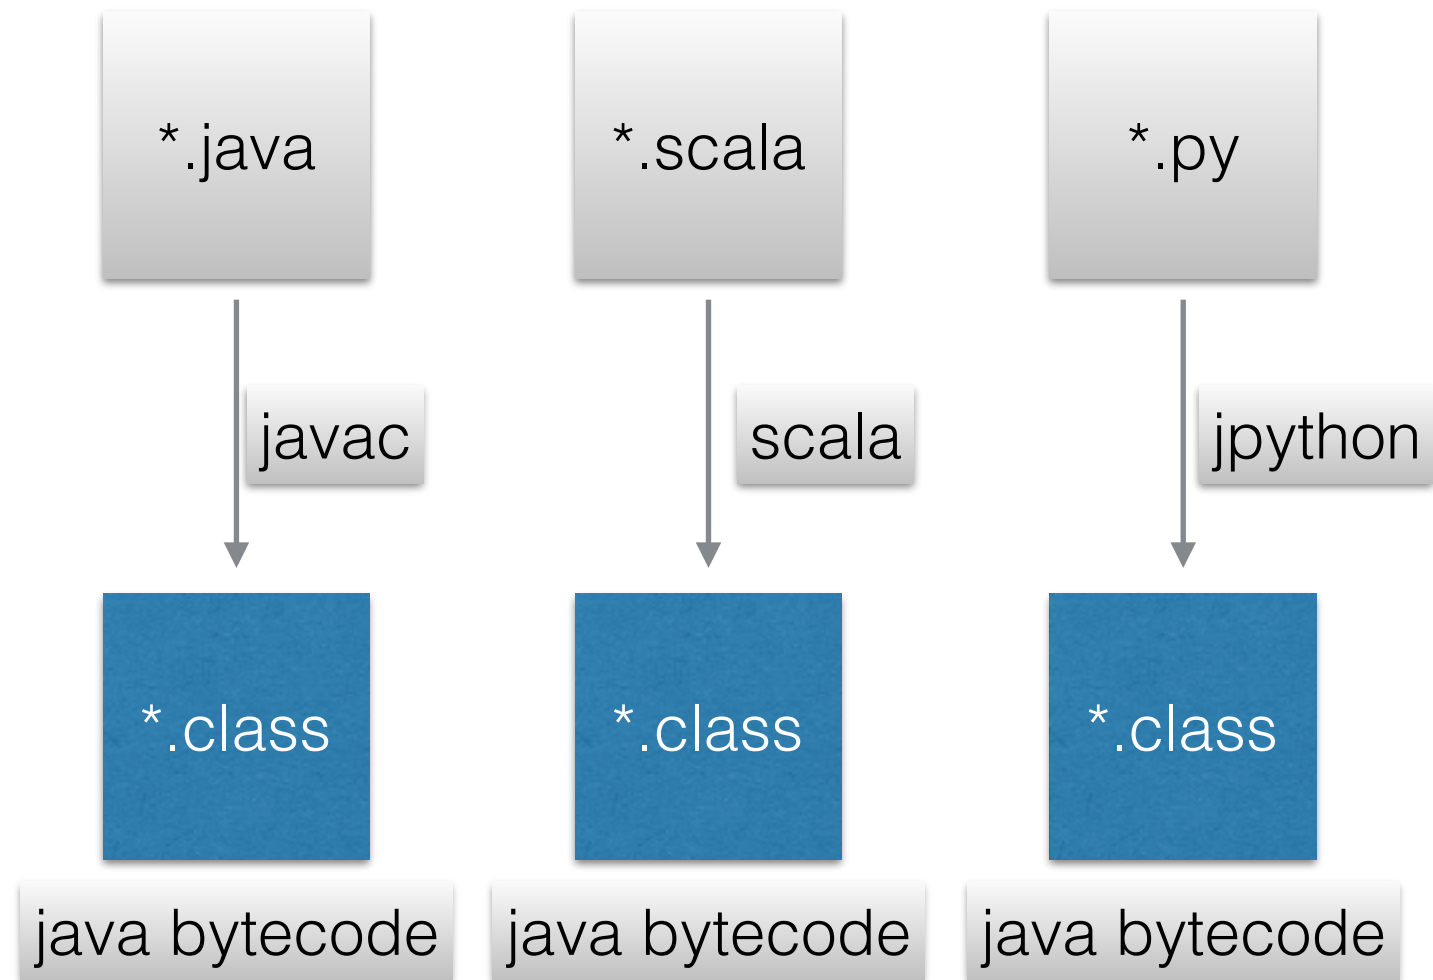 *.java
*.scala
*.py
javac
scala
jpython
*.class
*.class
*.class
java bytecode
java bytecode
java bytecode